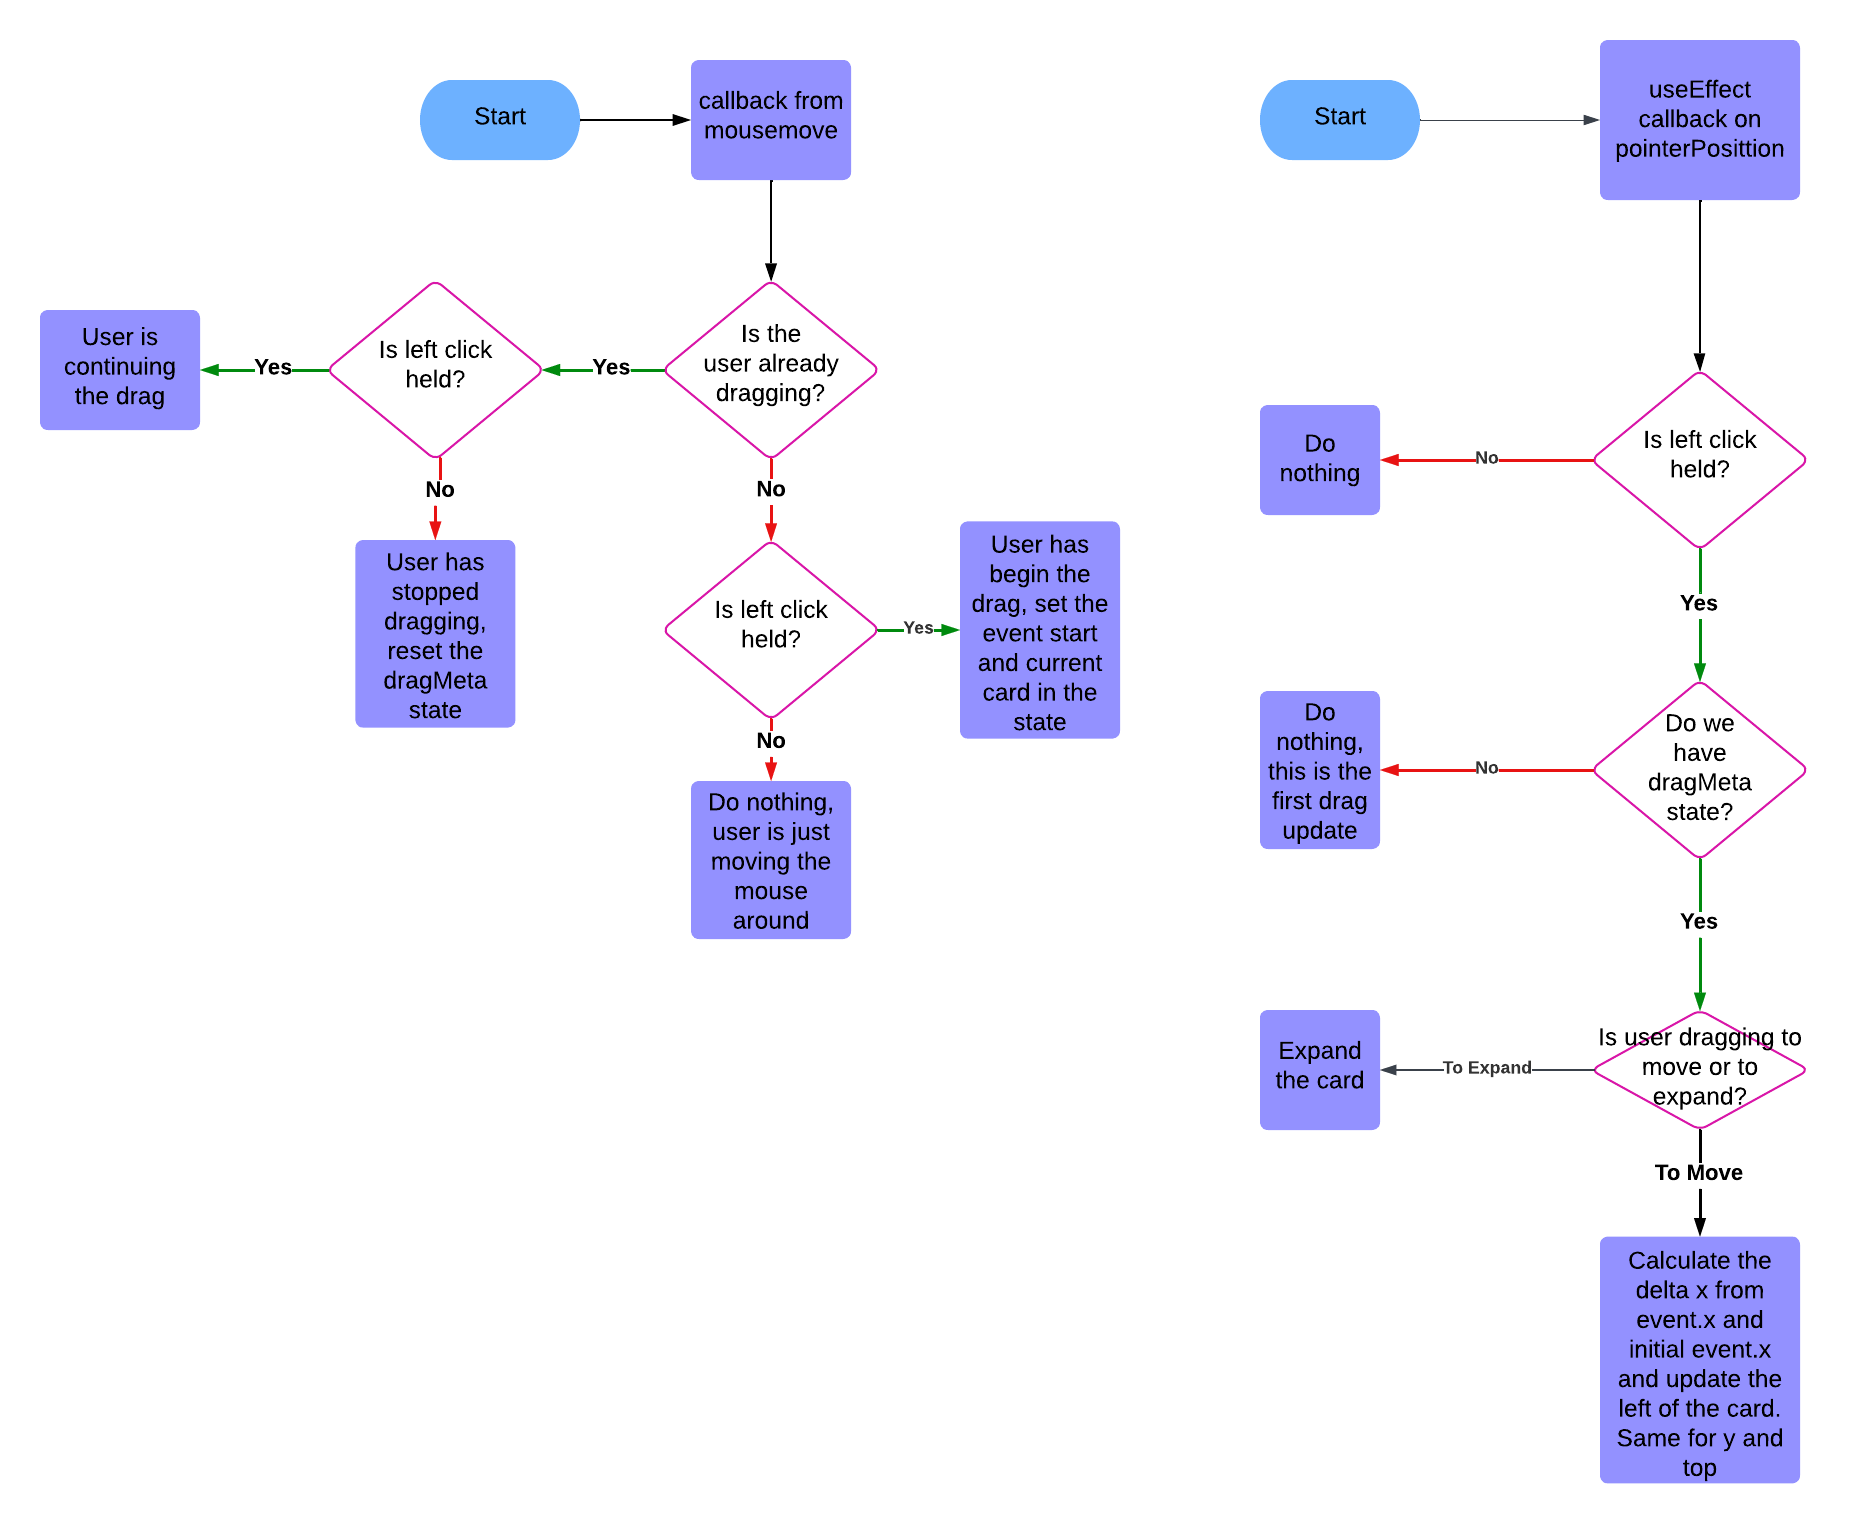 Start
callback from
mousemove
Is the
user already
dragging?
Yes
Is left click
held?
Yes
User is
continuing
the drag
No
User has
stopped
dragging,
reset the
dragMeta
state
No
Is left click
held?
Yes
User has
begin the
drag, set the
event start
and current
card in the
state
No
Do nothing,
user is just
moving the
mouse
around
Start
useEffect
callback on
pointerPosittion
Is left click
held?
No
Do
nothing
Yes
Do we
have
dragMeta
state?
No
Do
nothing,
this is the
first drag
update
Yes
Is user dragging to
move or to
expand?
To Expand
Expand
the card
To Move
Calculate the
delta x from
event.x and
initial event.x
and update the
left of the card.
Same for y and
top